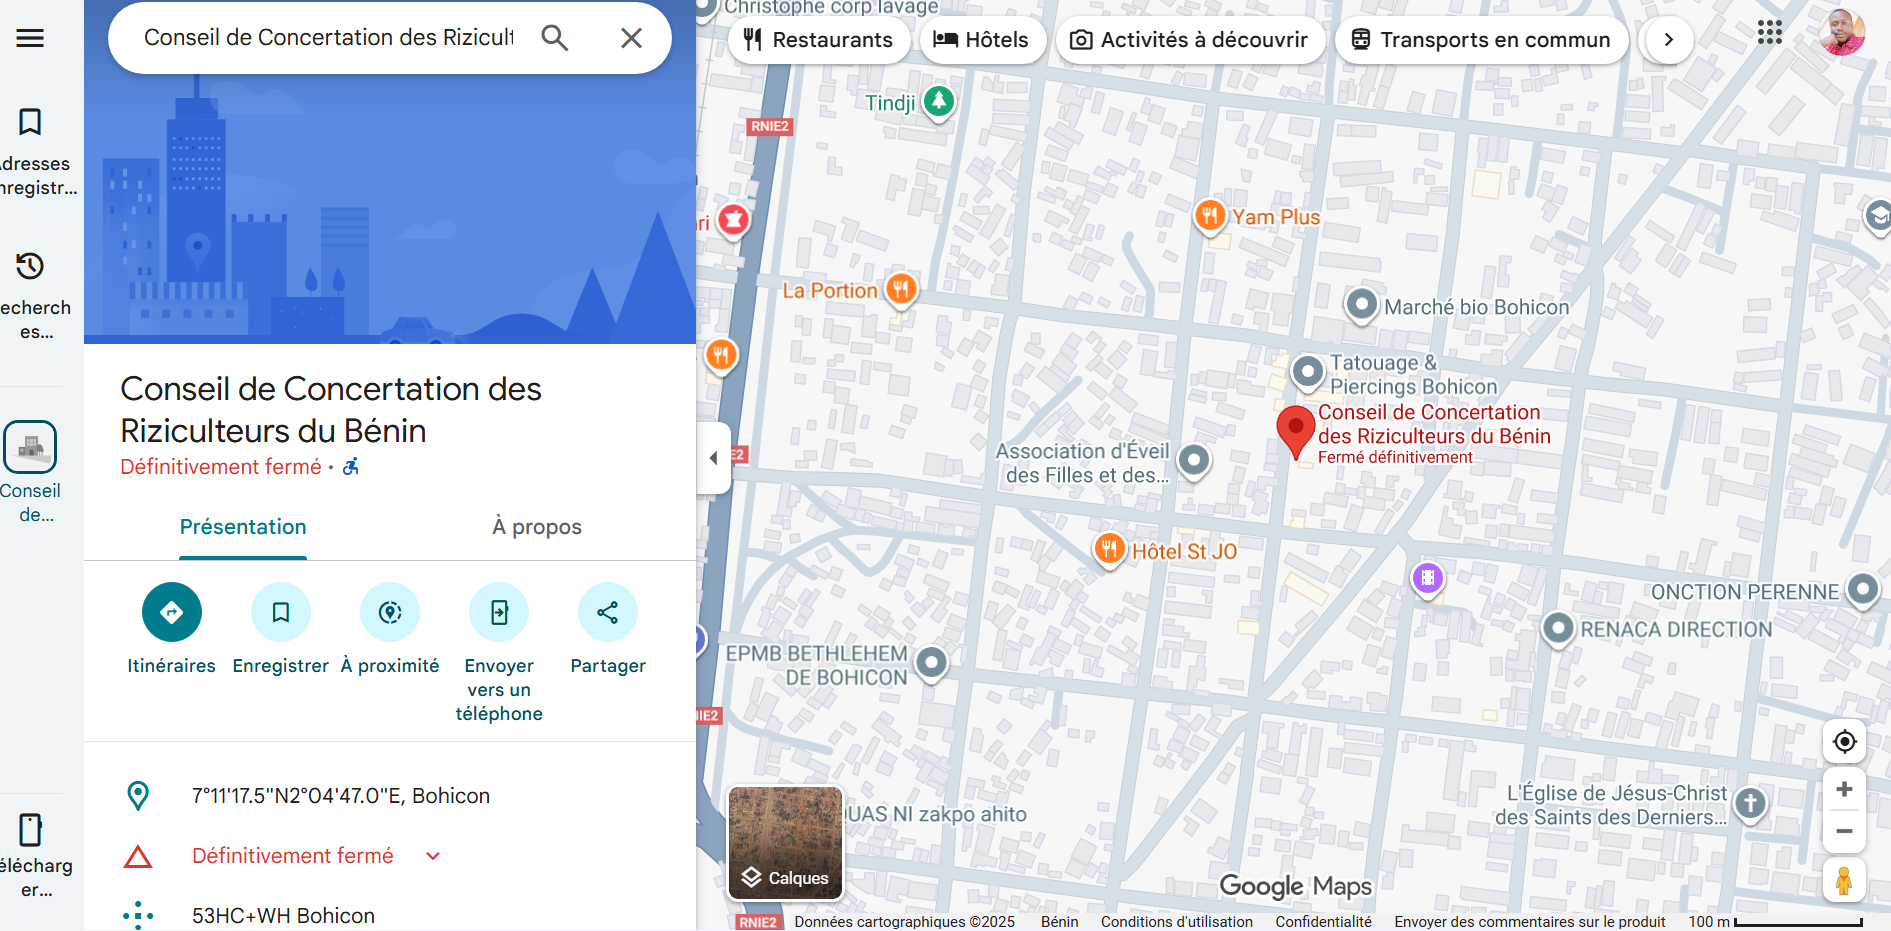 Conseil de Concertation des Rizicult
Adresses
enregistr...
Recherch
es...
Conseil
de...
Télécharg
er...
Conseil de Concertation des
Riziculteurs du Bénin
Définitivement fermé •
Présentation
À propos
Itinéraires
Enregistrer
À proximité
Envoyer
vers un
téléphone
Partager
7°11'17.5"N2°04'47.0"E, Bohicon
Définitivement fermé
53HC+WH Bohicon
Christophe corp lavage
Restaurants
Hôtels
Activités à découvrir
Transports en commun
Tindji
RNIE2
ri
Yam Plus
La Portion
Marché bio Bohicon
Tatouage &
Piercings Bohicon
Conseil de Concertation
des Riziculteurs du Bénin
Fermé définitivement
Association d'Éveil
des Filles et des...
E2
Hôtel St JO
ONCTION PERENNE
RENACA DIRECTION
EPMB BETHLEHEM
DE BOHICON
NIE2
L'Église de Jésus-Christ
des Saints des Derniers...
QUAS NI zakpo ahito
Calques
Google Maps
RNIE2
Données cartographiques ©2025
Bénin
Conditions d'utilisation
Confidentialité
Envoyer des commentaires sur le produit
100 m